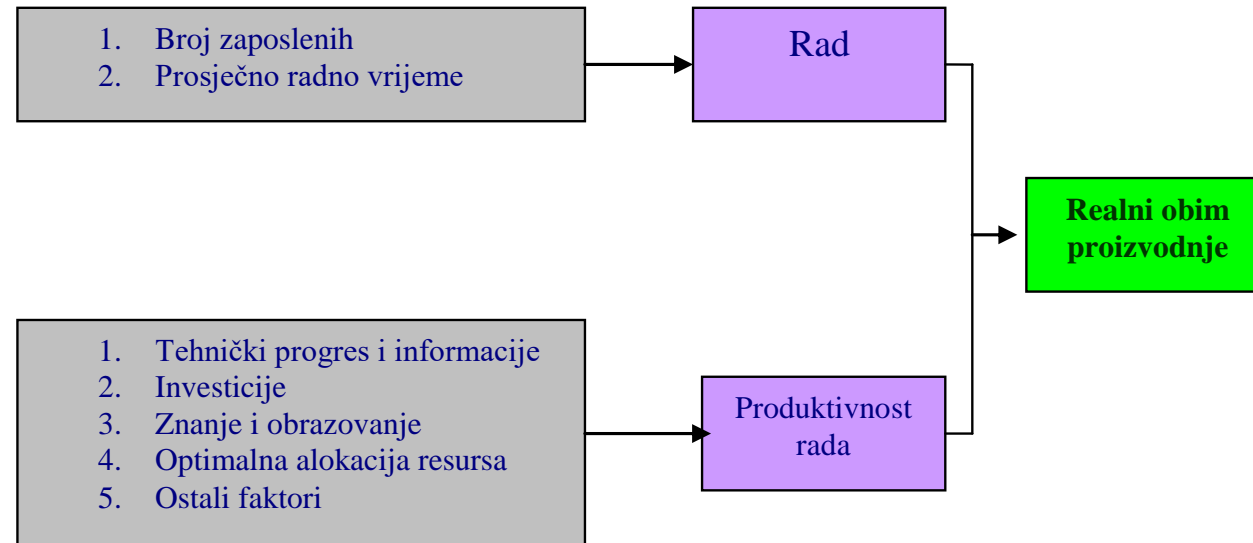 1. Broj zaposlenih
2. Prosječno radno vrijeme
Rad
Realni obim
proizvodnje
1. Tehnički progres i informacije
2. Investicije
3. Znanje i obrazovanje
4. Optimalna alokacija resursa
5. Ostali faktori
Produktivnost
rada